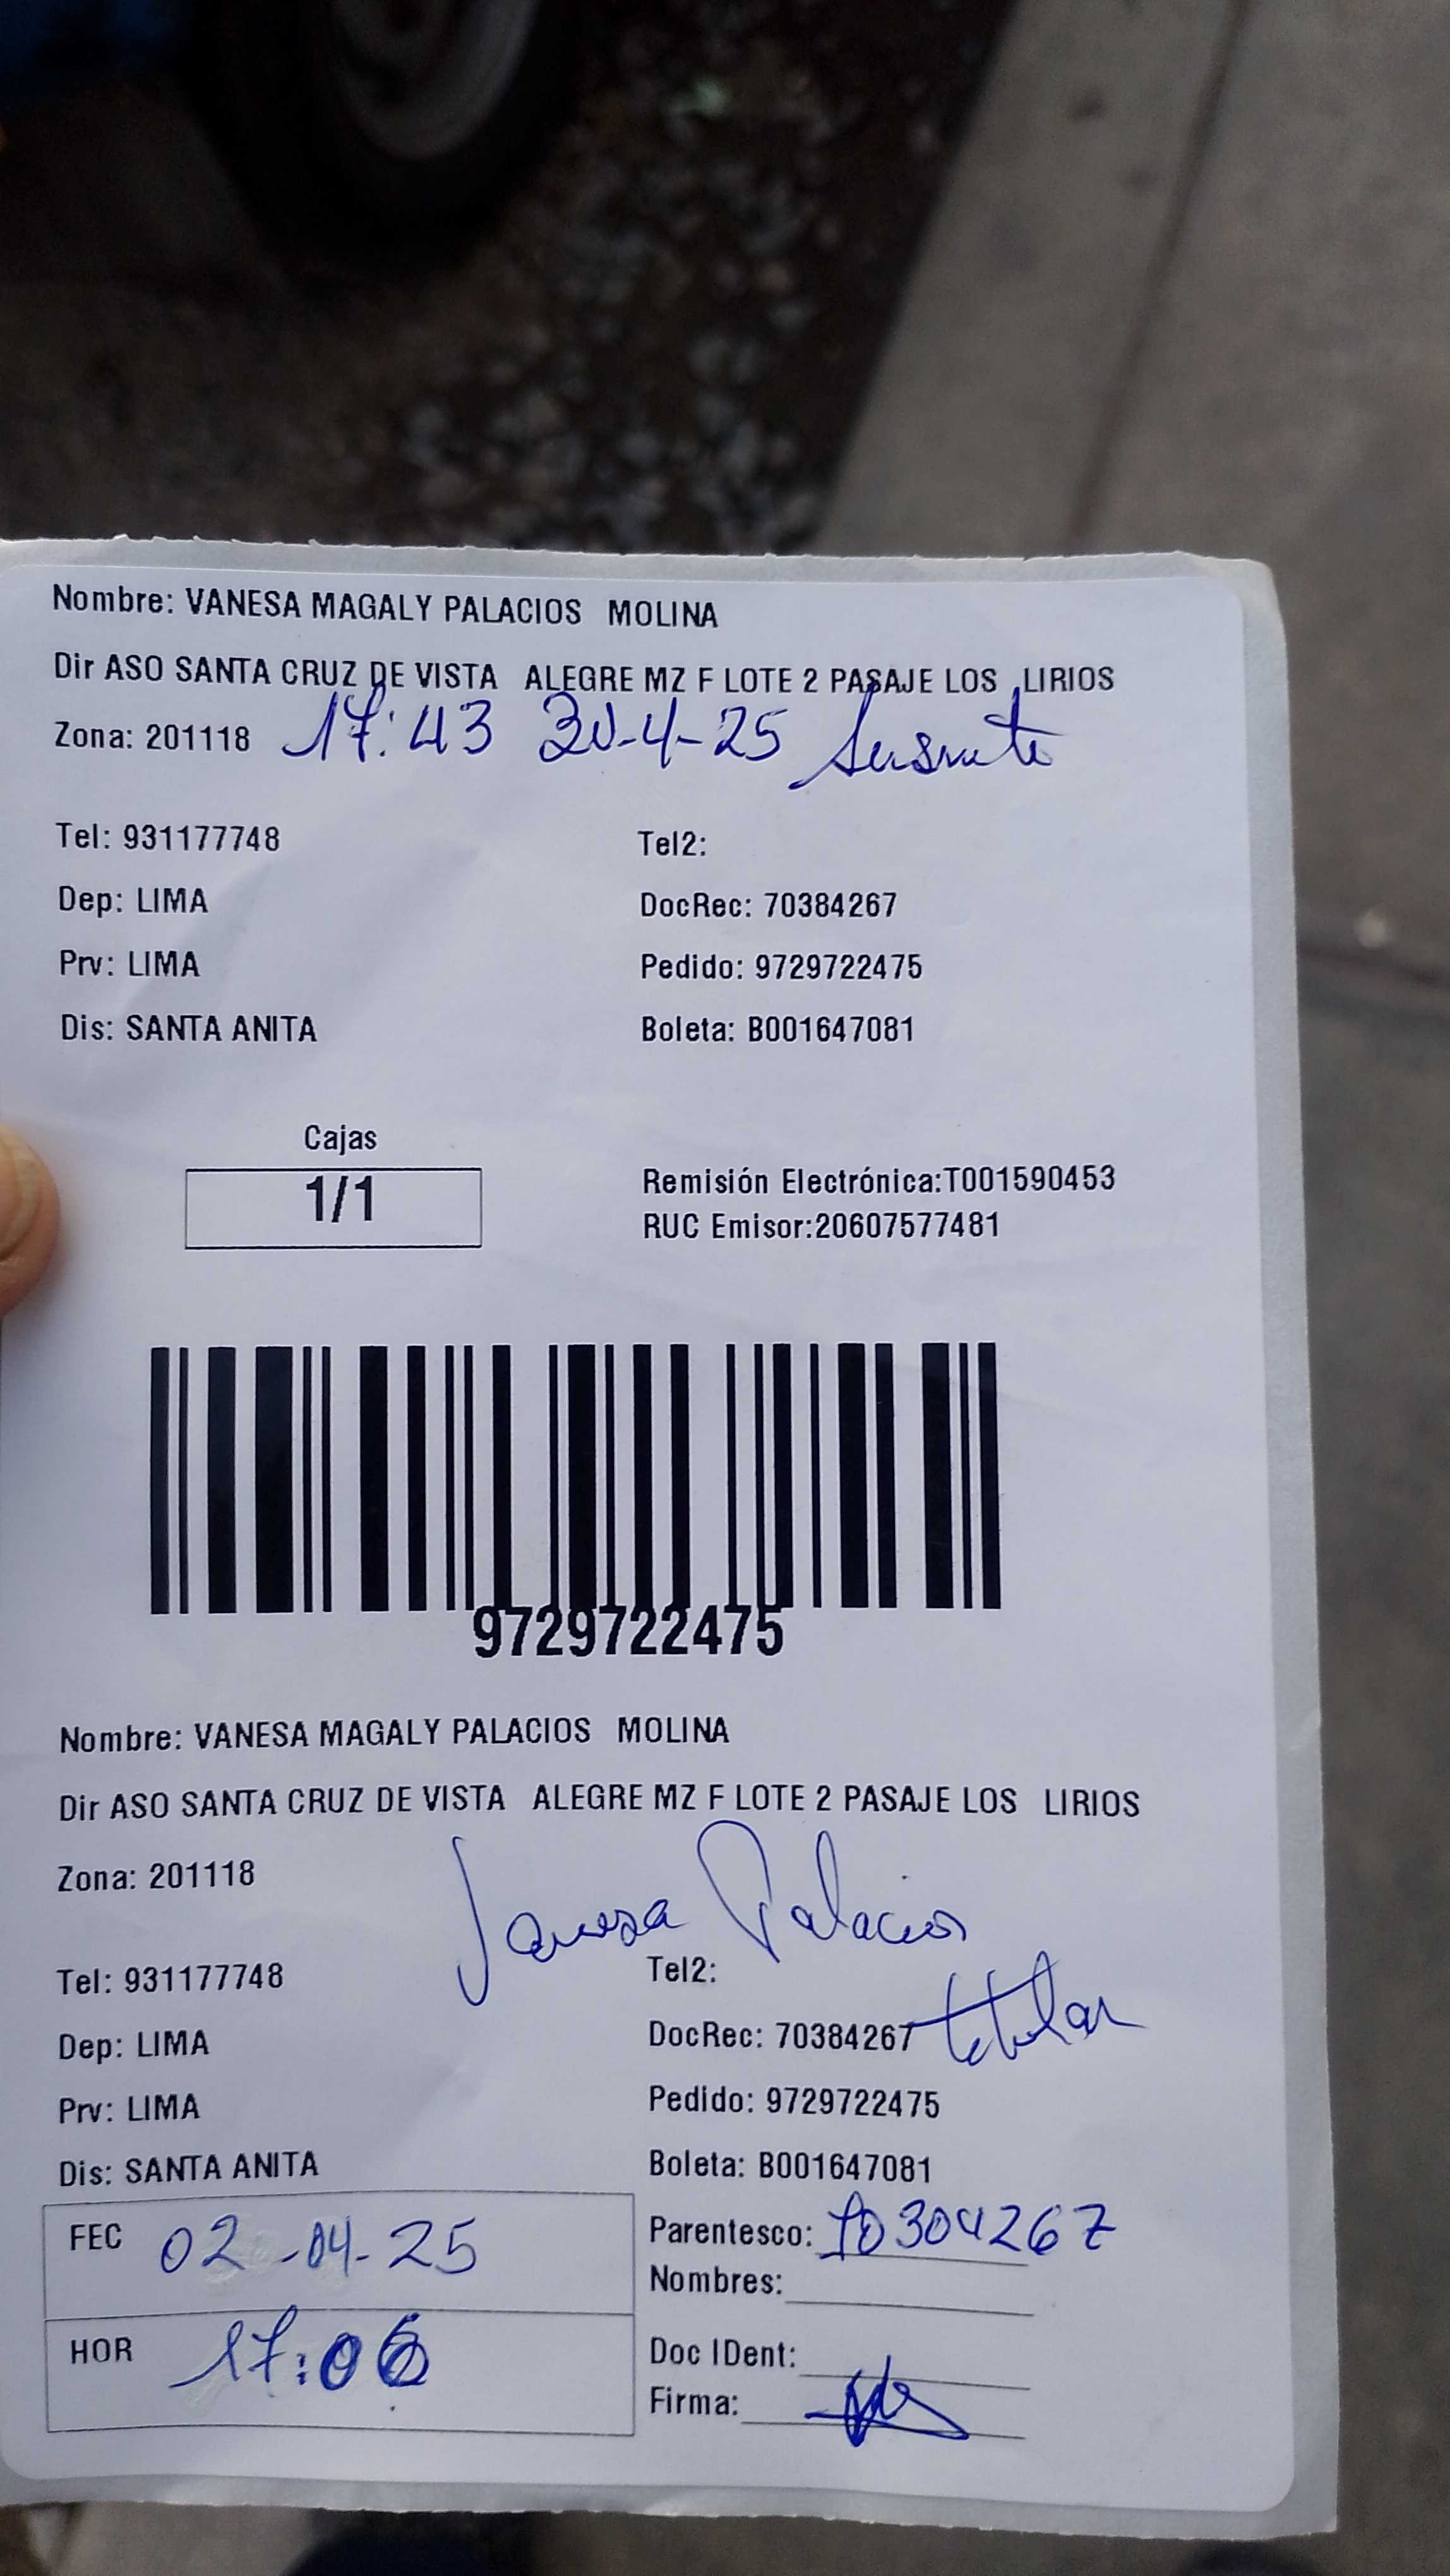 Nombre: VANESA MAGALY PALACIOS MOLINA
Dir ASO SANTA CRUZ DE VISTA ALEGRE MZ F LOTE 2 PASAJE LOS LIRIOS
Zona: 201118 17:43 30-4-25
Tel: 931177748 Tel2:
Dep: LIMA DocRec: 70384267
Prv: LIMA Pedido: 9729722475
Dis: SANTA ANITA Boleta: B001647081
Cajas
1/1
Remisión Electrónica:T001590453
RUC Emisor:20607577481
9729722475
Nombre: VANESA MAGALY PALACIOS MOLINA
Dir ASO SANTA CRUZ DE VISTA ALEGRE MZ F LOTE 2 PASAJE LOS LIRIOS
Zona: 201118
Vanesa Palacios
Tel: 931177748 Tel2:
Dep: LIMA DocRec: 70384267 titular
Prv: LIMA Pedido: 9729722475
Dis: SANTA ANITA Boleta: B001647081
FEC 02-04-25 Parentesco: 70304267
Nombres:
HOR 17:06 Doc IDent:
Firma: